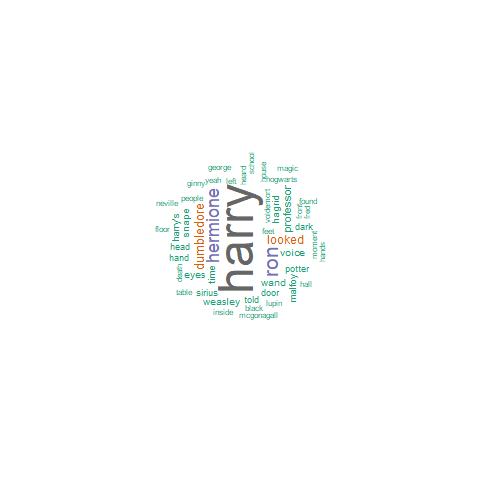 school
george
heard
house
magic
ginny
yeah
left
hogwarts
neville
people
hermione
harry
voldemort
hagrid
professor
front
fred
found
floor
harry's
snape
dumbledore
feet
dark
head
looked
moment
hands
hand
ron
voice
death
eyes
time
potter
table
sirius
wand
malfoy
hall
weasley
told
door
inside
black
lupin
mcgonagall